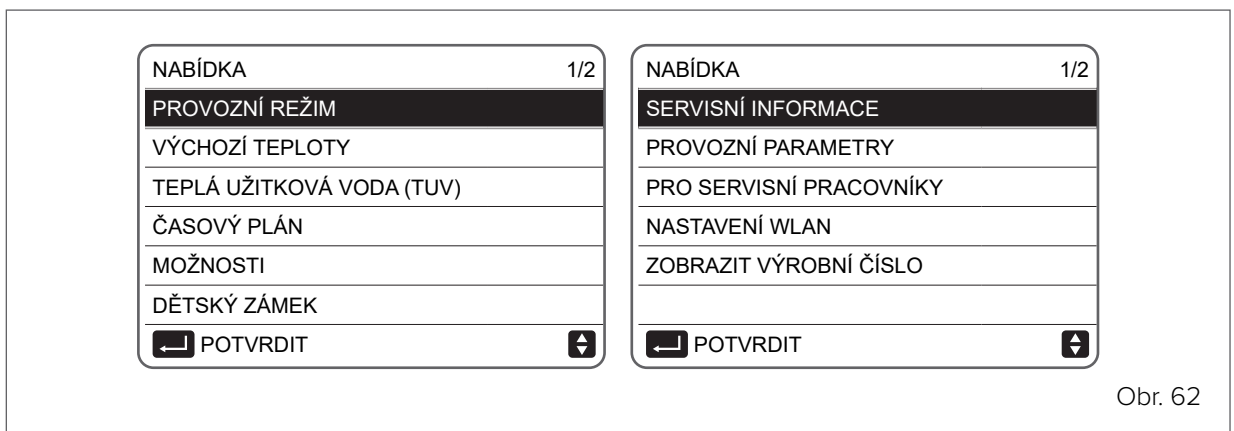 NABÍDKA 1/2
PROVOZNÍ REŽIM
VÝCHOZÍ TEPLOTY
TEPLÁ UŽITKOVÁ VODA (TUV)
ČASOVÝ PLÁN
MOŽNOSTI
DĚTSKÝ ZÁMEK
POTVRDIT
NABÍDKA 1/2
SERVISNÍ INFORMACE
PROVOZNÍ PARAMETRY
PRO SERVISNÍ PRACOVNÍKY
NASTAVENÍ WLAN
ZOBRAZIT VÝROBNÍ ČÍSLO
POTVRDIT
Obr. 62